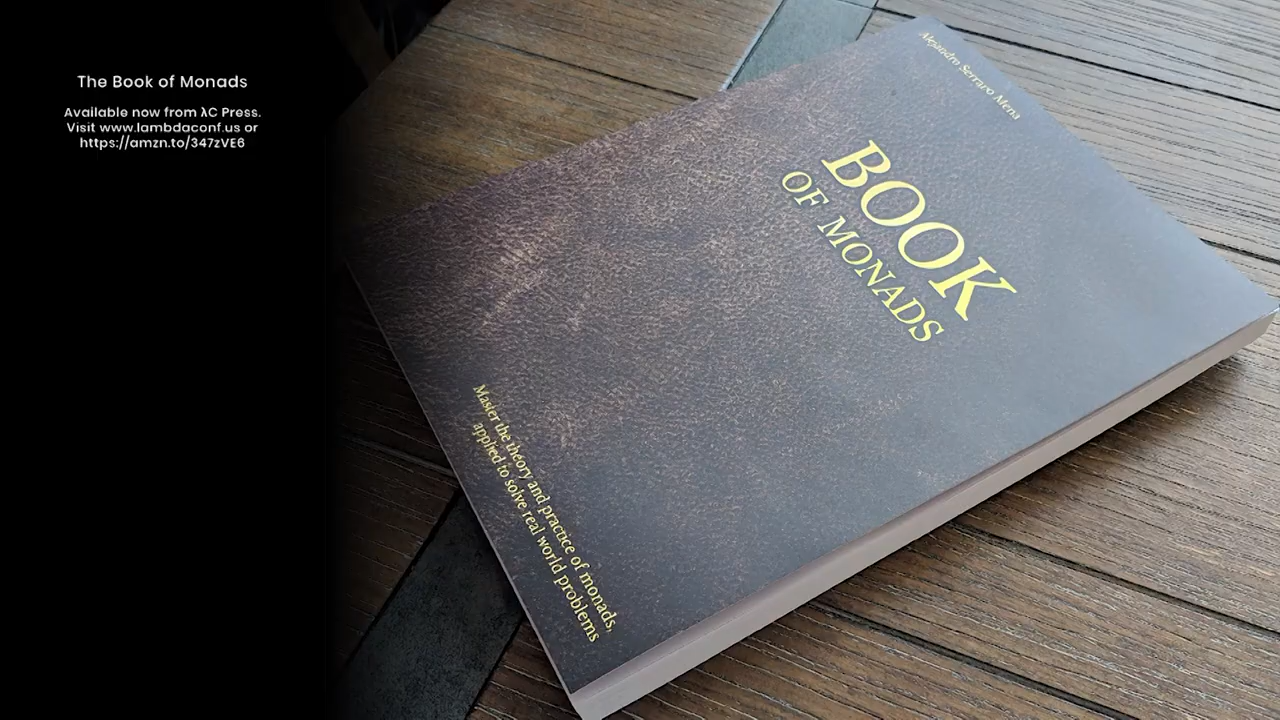 The Book of Monads
Available now from λC Press.
Visit www.lambdaconf.us or
https://amzn.to/347zVE6
Alejandro Serrano Mena
BOOK
OF MONADS
Master the theory and practice of monads,
applied to solve real world problems